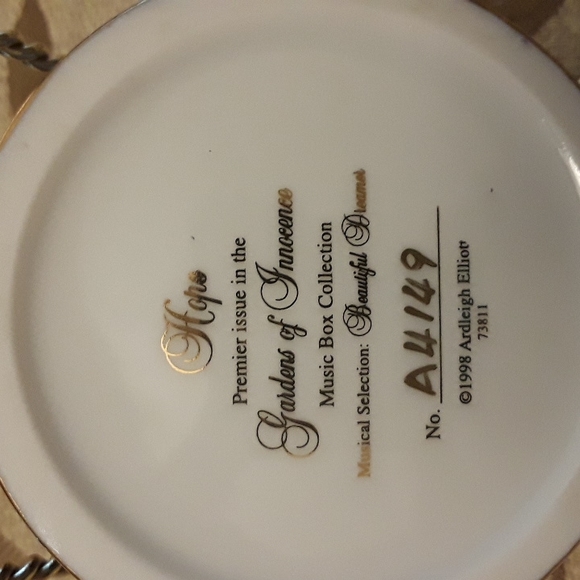 Hope
Premier issue in the
Gardens of Innocence
Music Box Collection
Musical Selection: Beautiful Dreamer
No. A4149
©1998 Ardleigh Elliott
73811